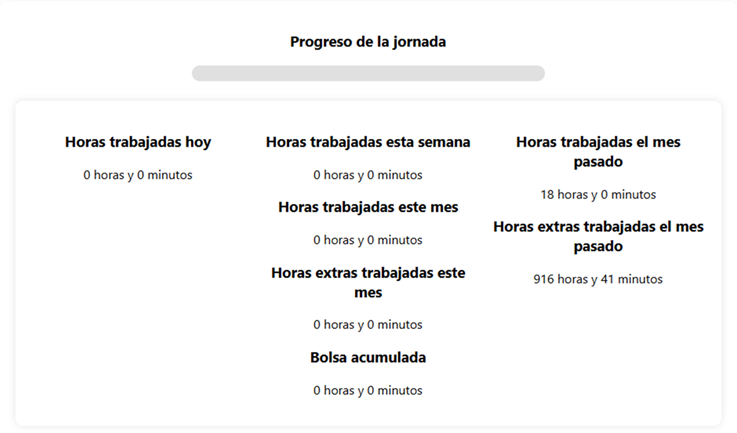 Progreso de la jornada
Horas trabajadas hoy
0 horas y 0 minutos
Horas trabajadas esta semana
0 horas y 0 minutos
Horas trabajadas este mes
0 horas y 0 minutos
Horas extras trabajadas este
mes
0 horas y 0 minutos
Bolsa acumulada
0 horas y 0 minutos
Horas trabajadas el mes
pasado
18 horas y 0 minutos
Horas extras trabajadas el mes
pasado
916 horas y 41 minutos